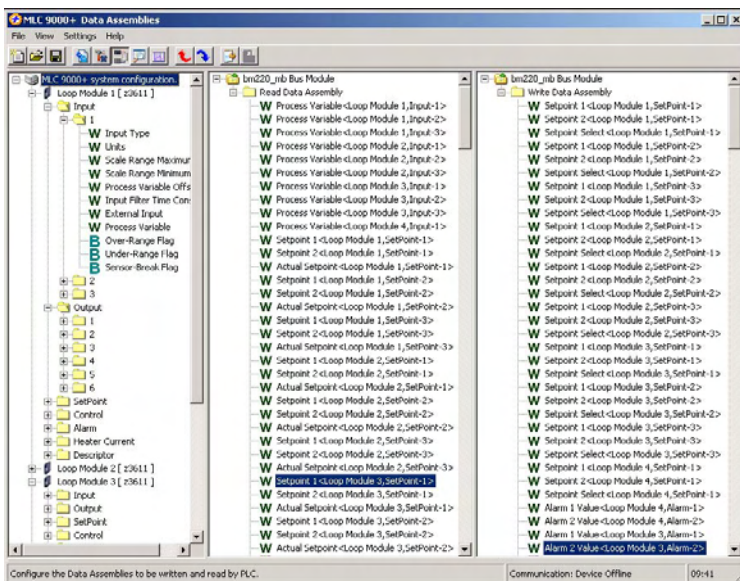 MLC 9000+ Data Assemblies
File View Settings Help
MLC 9000+ system configuration.
Loop Module 1 [ z3611 ]
Input
1
W Input Type
W Units
W Scale Range Maximur
W Scale Range Minimum
W Process Variable Offs
W Input Filter Time Con
W External Input
W Process Variable
B Over-Range Flag
B Under-Range Flag
B Sensor-Break Flag
2
3
Output
1
2
3
4
5
6
SetPoint
Control
Alarm
Heater Current
Descriptor
Loop Module 2 [ z3611 ]
Loop Module 3 [ z3611 ]
Input
Output
SetPoint
Control
bm220_mb Bus Module
Read Data Assembly
W Process Variable<Loop Module 1,Input-1>
W Process Variable<Loop Module 1,Input-2>
W Process Variable<Loop Module 1,Input-3>
W Process Variable<Loop Module 2,Input-1>
W Process Variable<Loop Module 2,Input-2>
W Process Variable<Loop Module 2,Input-3>
W Process Variable<Loop Module 3,Input-1>
W Process Variable<Loop Module 3,Input-2>
W Process Variable<Loop Module 3,Input-3>
W Process Variable<Loop Module 4,Input-1>
W Setpoint 1<Loop Module 1,SetPoint-1>
W Setpoint 2<Loop Module 1,SetPoint-1>
W Actual Setpoint<Loop Module 1,SetPoint-1>
W Setpoint 1<Loop Module 1,SetPoint-2>
W Setpoint 2<Loop Module 1,SetPoint-2>
W Actual Setpoint<Loop Module 1,SetPoint-2>
W Setpoint 1<Loop Module 1,SetPoint-3>
W Setpoint 2<Loop Module 1,SetPoint-3>
W Actual Setpoint<Loop Module 1,SetPoint-3>
W Setpoint 1<Loop Module 2,SetPoint-1>
W Setpoint 2<Loop Module 2,SetPoint-1>
W Actual Setpoint<Loop Module 2,SetPoint-1>
W Setpoint 1<Loop Module 2,SetPoint-2>
W Setpoint 2<Loop Module 2,SetPoint-2>
W Actual Setpoint<Loop Module 2,SetPoint-2>
W Setpoint 1<Loop Module 2,SetPoint-3>
W Setpoint 2<Loop Module 2,SetPoint-3>
W Actual Setpoint<Loop Module 2,SetPoint-3>
W Setpoint 1<Loop Module 3,SetPoint-1>
W Setpoint 2<Loop Module 3,SetPoint-1>
W Actual Setpoint<Loop Module 3,SetPoint-1>
W Setpoint 1<Loop Module 3,SetPoint-2>
W Setpoint 2<Loop Module 3,SetPoint-2>
W Actual Setpoint<Loop Module 3,SetPoint-2>
bm220_mb Bus Module
Write Data Assembly
W Setpoint 1<Loop Module 1,SetPoint-1>
W Setpoint 2<Loop Module 1,SetPoint-1>
W Setpoint Select<Loop Module 1,SetPoint-1>
W Setpoint 1<Loop Module 1,SetPoint-2>
W Setpoint 2<Loop Module 1,SetPoint-2>
W Setpoint Select<Loop Module 1,SetPoint-2>
W Setpoint 1<Loop Module 1,SetPoint-3>
W Setpoint 2<Loop Module 1,SetPoint-3>
W Setpoint Select<Loop Module 1,SetPoint-3>
W Setpoint 1<Loop Module 2,SetPoint-1>
W Setpoint 2<Loop Module 2,SetPoint-1>
W Setpoint Select<Loop Module 2,SetPoint-1>
W Setpoint 1<Loop Module 2,SetPoint-2>
W Setpoint 2<Loop Module 2,SetPoint-2>
W Setpoint Select<Loop Module 2,SetPoint-2>
W Setpoint 1<Loop Module 2,SetPoint-3>
W Setpoint 2<Loop Module 2,SetPoint-3>
W Setpoint Select<Loop Module 2,SetPoint-3>
W Setpoint 1<Loop Module 3,SetPoint-1>
W Setpoint 2<Loop Module 3,SetPoint-1>
W Setpoint Select<Loop Module 3,SetPoint-1>
W Setpoint 1<Loop Module 3,SetPoint-2>
W Setpoint 2<Loop Module 3,SetPoint-2>
W Setpoint Select<Loop Module 3,SetPoint-2>
W Setpoint 1<Loop Module 3,SetPoint-3>
W Setpoint 2<Loop Module 3,SetPoint-3>
W Setpoint Select<Loop Module 3,SetPoint-3>
W Setpoint 1<Loop Module 4,SetPoint-1>
W Setpoint 2<Loop Module 4,SetPoint-1>
W Setpoint Select<Loop Module 4,SetPoint-1>
W Alarm 1 Value<Loop Module 4,Alarm-1>
W Alarm 2 Value<Loop Module 4,Alarm-1>
W Alarm 1 Value<Loop Module 3,Alarm-2>
W Alarm 2 Value<Loop Module 3,Alarm-2>
Configure the Data Assemblies to be written and read by PLC.
Communication: Device Offline
09:41